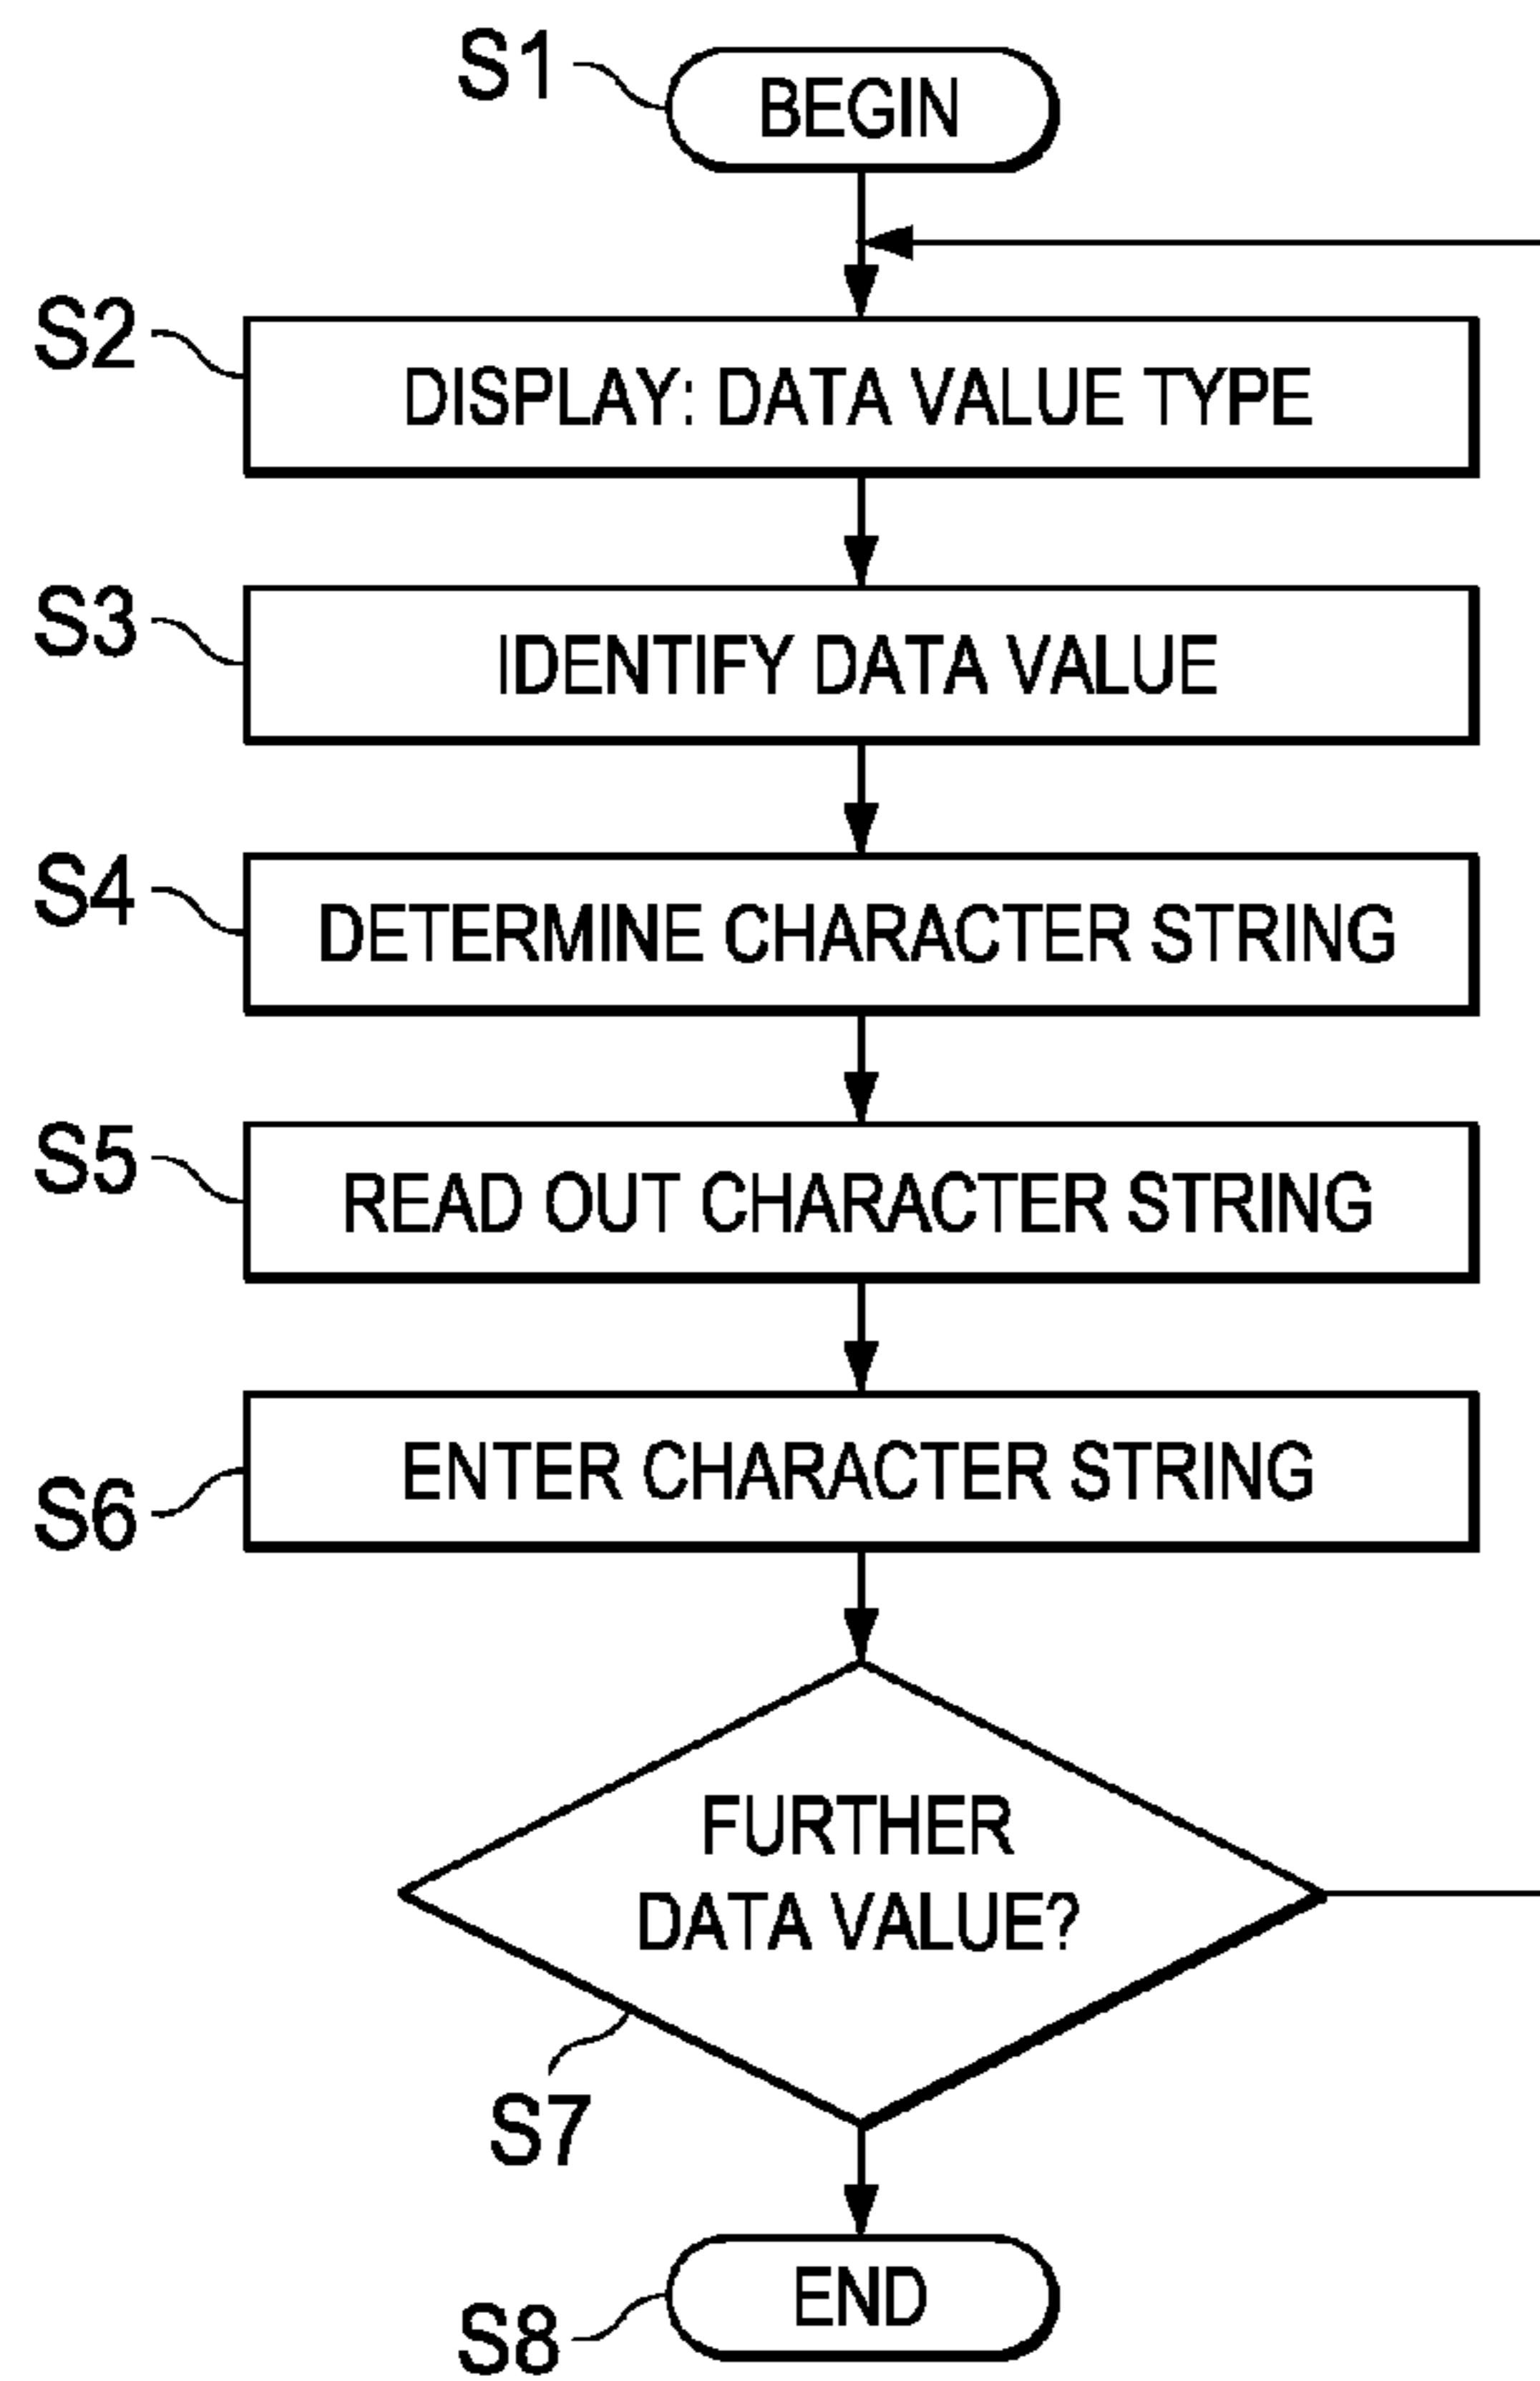 S1
BEGIN
S2
DISPLAY: DATA VALUE TYPE
S3
IDENTIFY DATA VALUE
S4
DETERMINE CHARACTER STRING
S5
READ OUT CHARACTER STRING
S6
ENTER CHARACTER STRING
FURTHER
DATA VALUE?
S7
END
S8